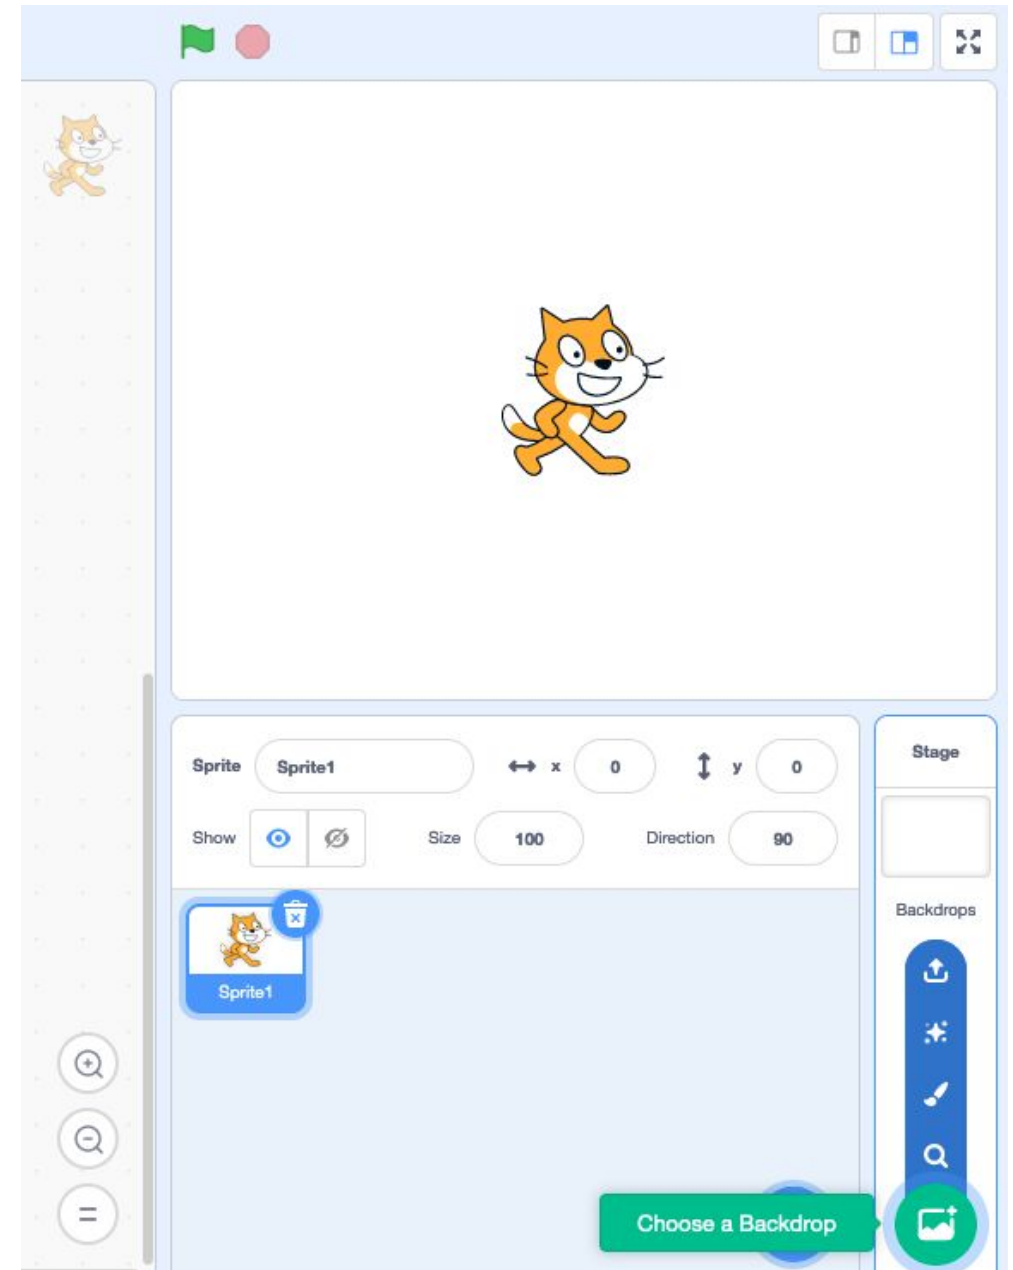 Sprite Sprite1 x 0 y 0
Stage
Show Size 100 Direction 90
Backdrops
Sprite1
Choose a Backdrop